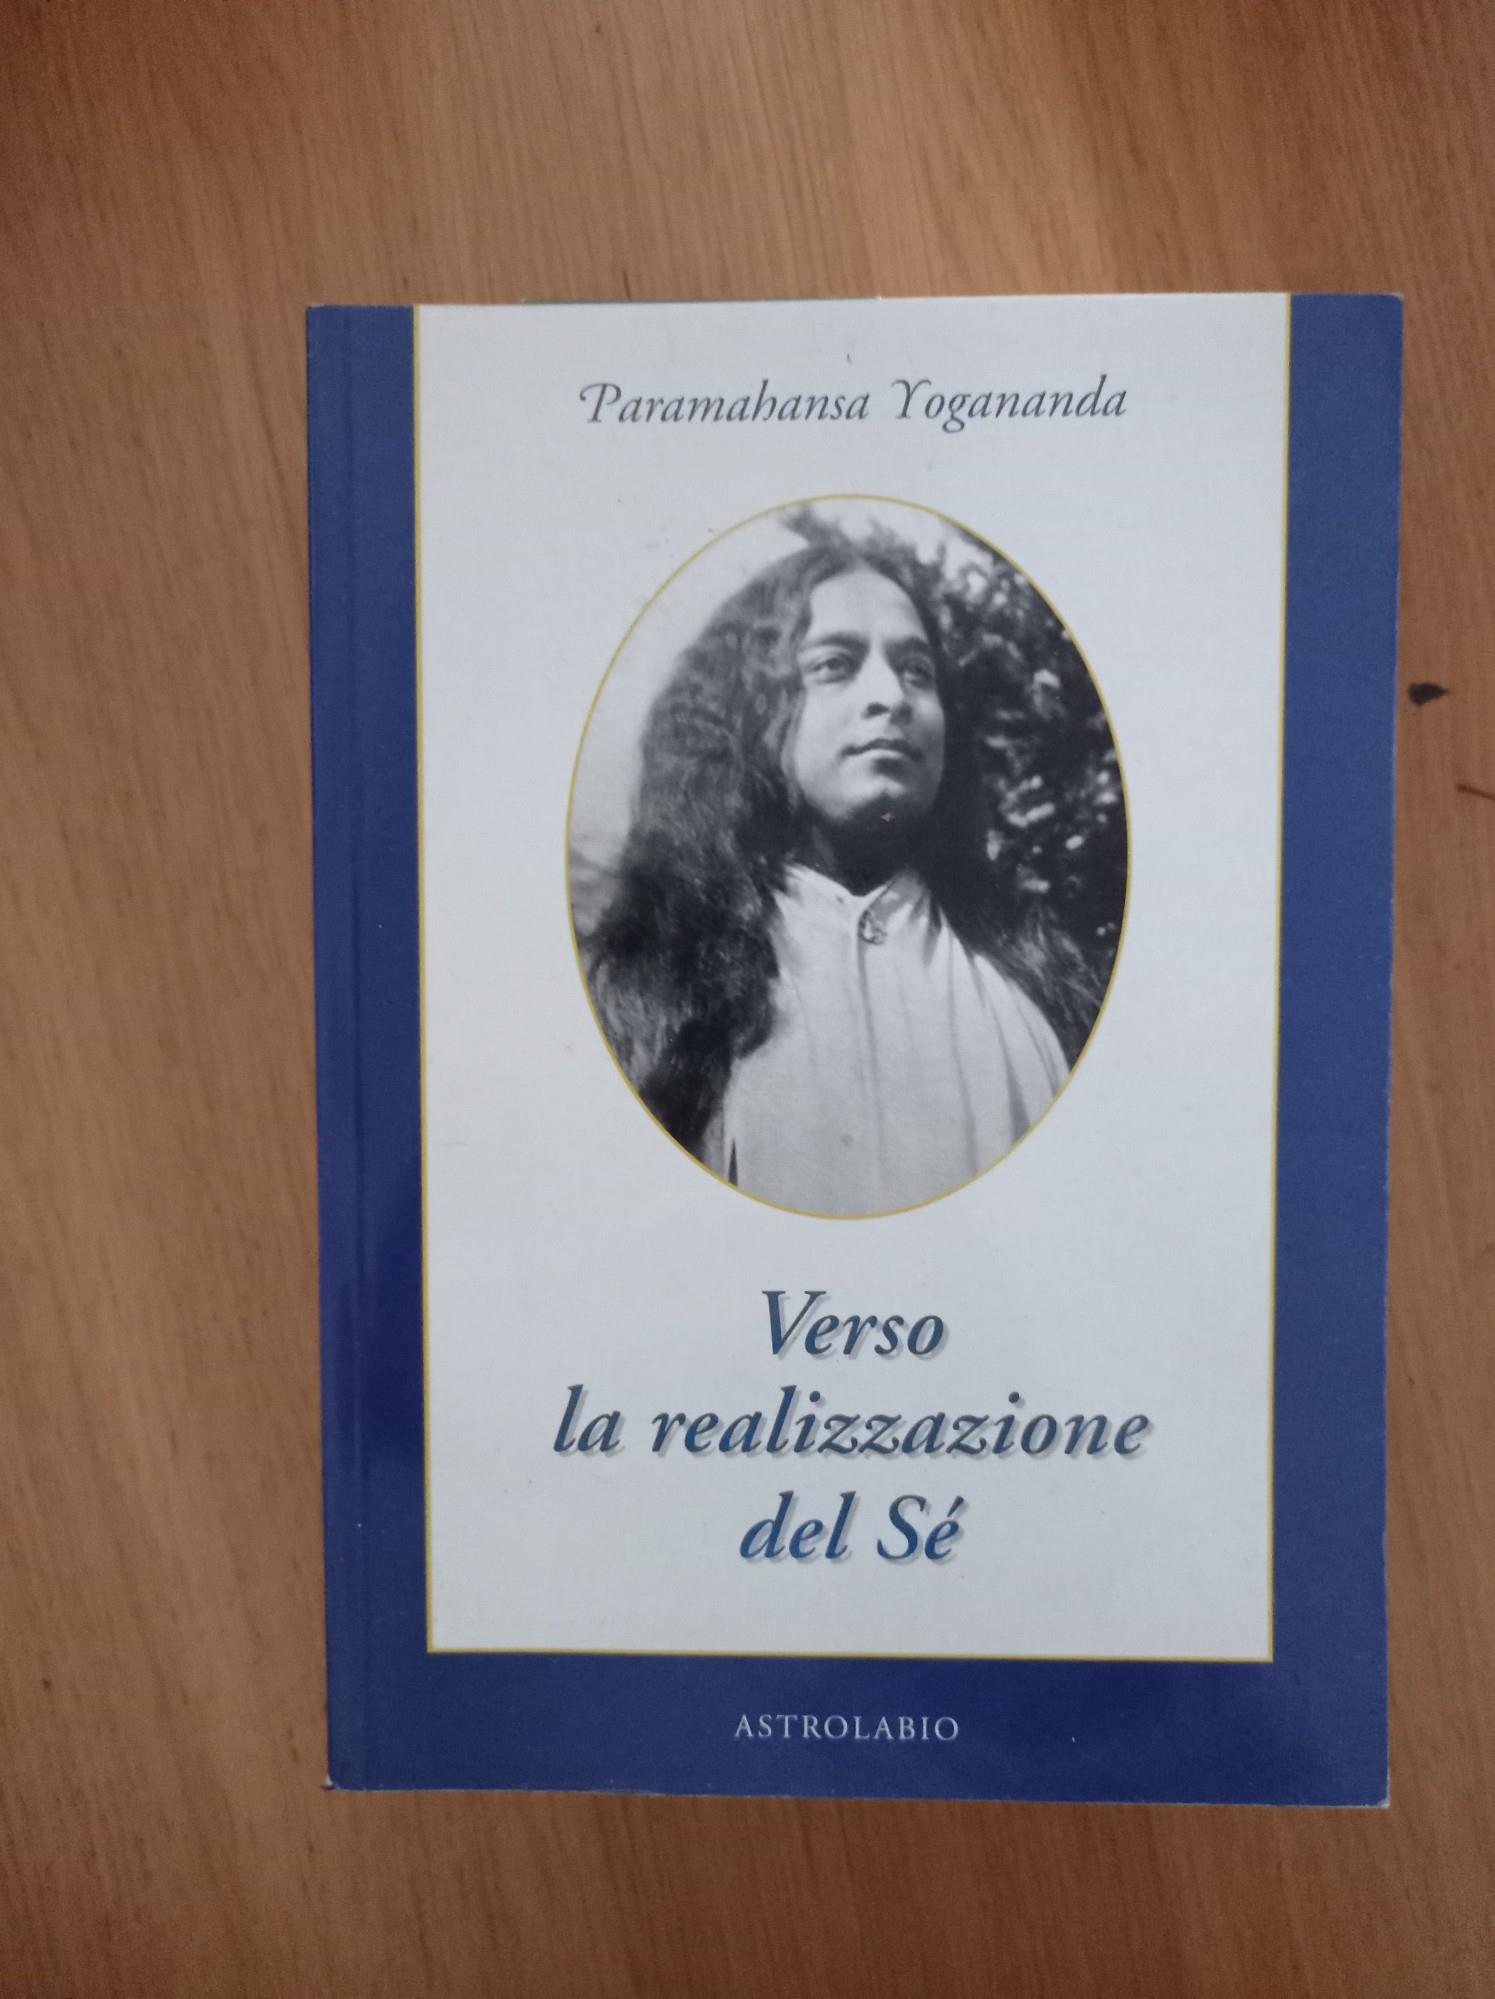 Paramahansa Yogananda
Verso
la realizzazione
del Sé
ASTROLABIO